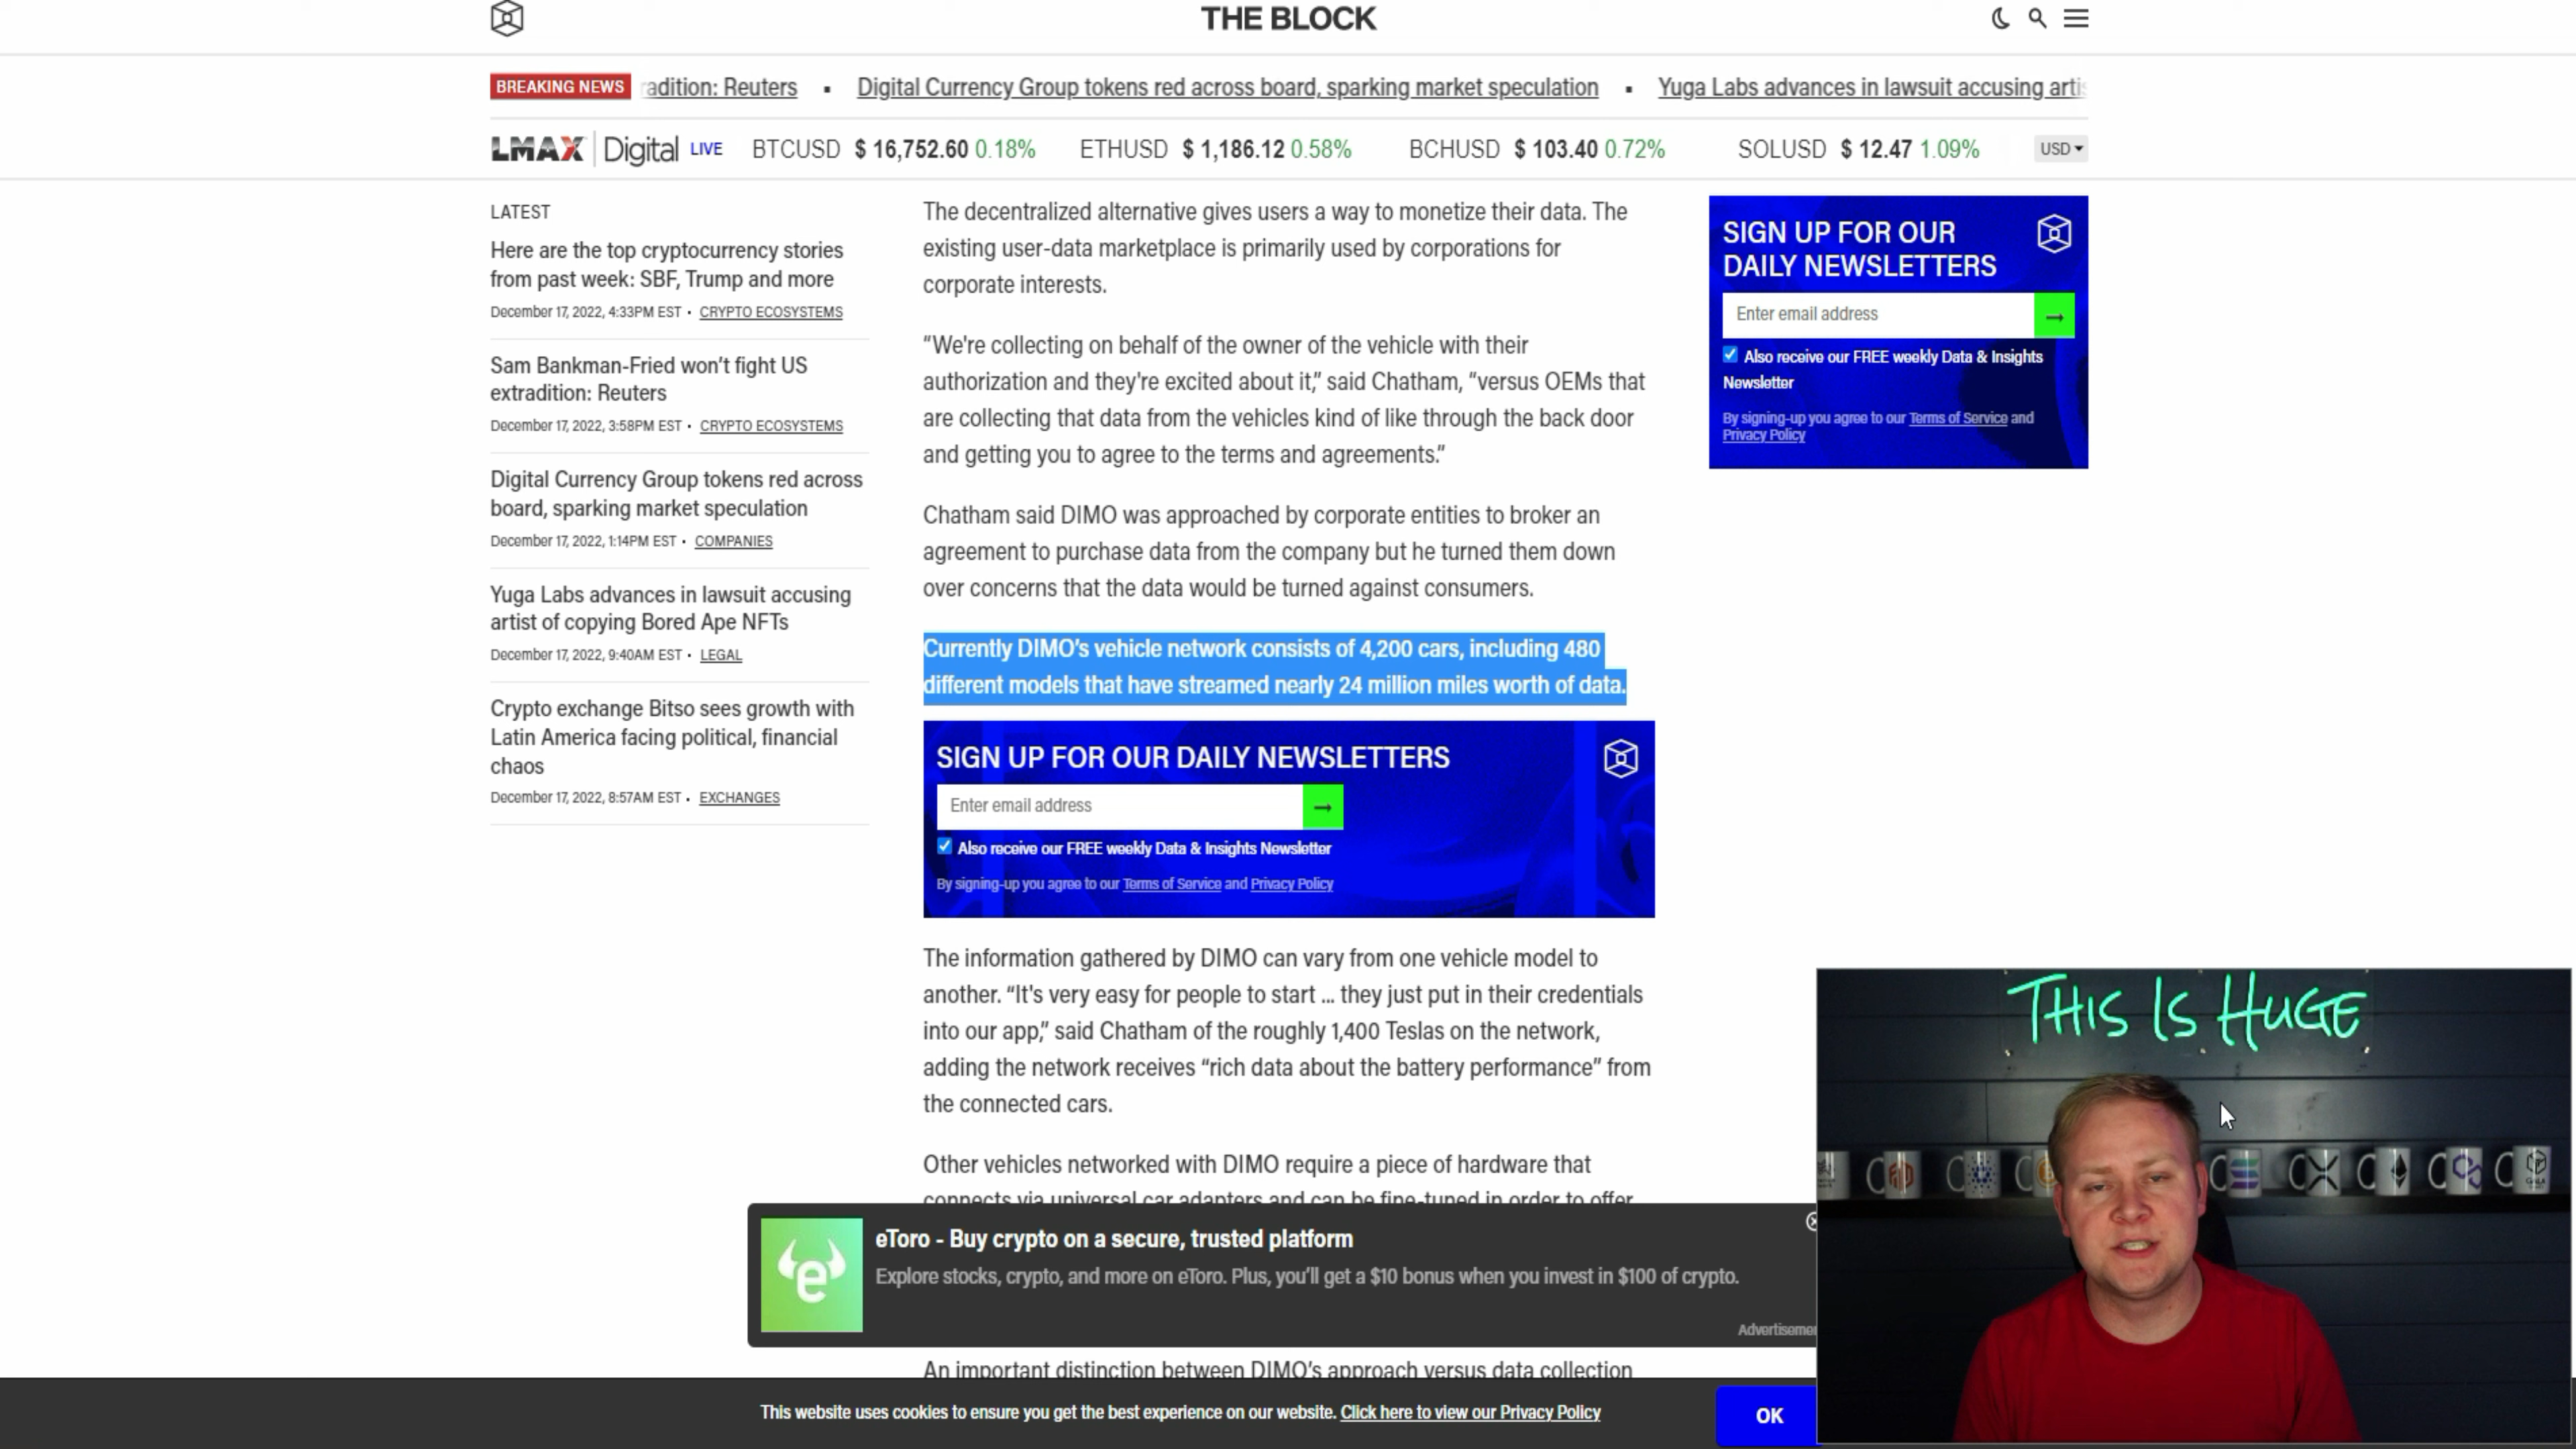 THE BLOCK
BREAKING NEWS
radition: Reuters ▪ Digital Currency Group tokens red across board, sparking market speculation ▪ Yuga Labs advances in lawsuit accusing artis
LMAX Digital LIVE BTCUSD $ 16,752.60 0.18% ETHUSD $ 1,186.12 0.58% BCHUSD $ 103.40 0.72% SOLUSD $ 12.47 1.09% USD
LATEST
Here are the top cryptocurrency stories
from past week: SBF, Trump and more
December 17, 2022, 4:33PM EST • CRYPTO ECOSYSTEMS
Sam Bankman-Fried won’t fight US
extradition: Reuters
December 17, 2022, 3:58PM EST • CRYPTO ECOSYSTEMS
Digital Currency Group tokens red across
board, sparking market speculation
December 17, 2022, 1:14PM EST • COMPANIES
Yuga Labs advances in lawsuit accusing
artist of copying Bored Ape NFTs
December 17, 2022, 9:40AM EST • LEGAL
Crypto exchange Bitso sees growth with
Latin America facing political, financial
chaos
December 17, 2022, 8:57AM EST • EXCHANGES
The decentralized alternative gives users a way to monetize their data. The
existing user-data marketplace is primarily used by corporations for
corporate interests.
“We're collecting on behalf of the owner of the vehicle with their
authorization and they're excited about it,” said Chatham, “versus OEMs that
are collecting that data from the vehicles kind of like through the back door
and getting you to agree to the terms and agreements.”
Chatham said DIMO was approached by corporate entities to broker an
agreement to purchase data from the company but he turned them down
over concerns that the data would be turned against consumers.
Currently DIMO’s vehicle network consists of 4,200 cars, including 480
different models that have streamed nearly 24 million miles worth of data.
SIGN UP FOR OUR DAILY NEWSLETTERS
Enter email address
Also receive our FREE weekly Data & Insights Newsletter
By signing-up you agree to our Terms of Service and Privacy Policy
The information gathered by DIMO can vary from one vehicle model to
another. “It's very easy for people to start ... they just put in their credentials
into our app,” said Chatham of the roughly 1,400 Teslas on the network,
adding the network receives “rich data about the battery performance” from
the connected cars.
Other vehicles networked with DIMO require a piece of hardware that
connects via universal car adapters and can be fine-tuned in order to offer
eToro - Buy crypto on a secure, trusted platform
Explore stocks, crypto, and more on eToro. Plus, you’ll get a $10 bonus when you invest in $100 of crypto.
Advertisemen
An important distinction between DIMO’s approach versus data collection
This website uses cookies to ensure you get the best experience on our website. Click here to view our Privacy Policy
OK
SIGN UP FOR OUR
DAILY NEWSLETTERS
Enter email address
Also receive our FREE weekly Data & Insights
Newsletter
By signing-up you agree to our Terms of Service and
Privacy Policy
THIS IS HUGE